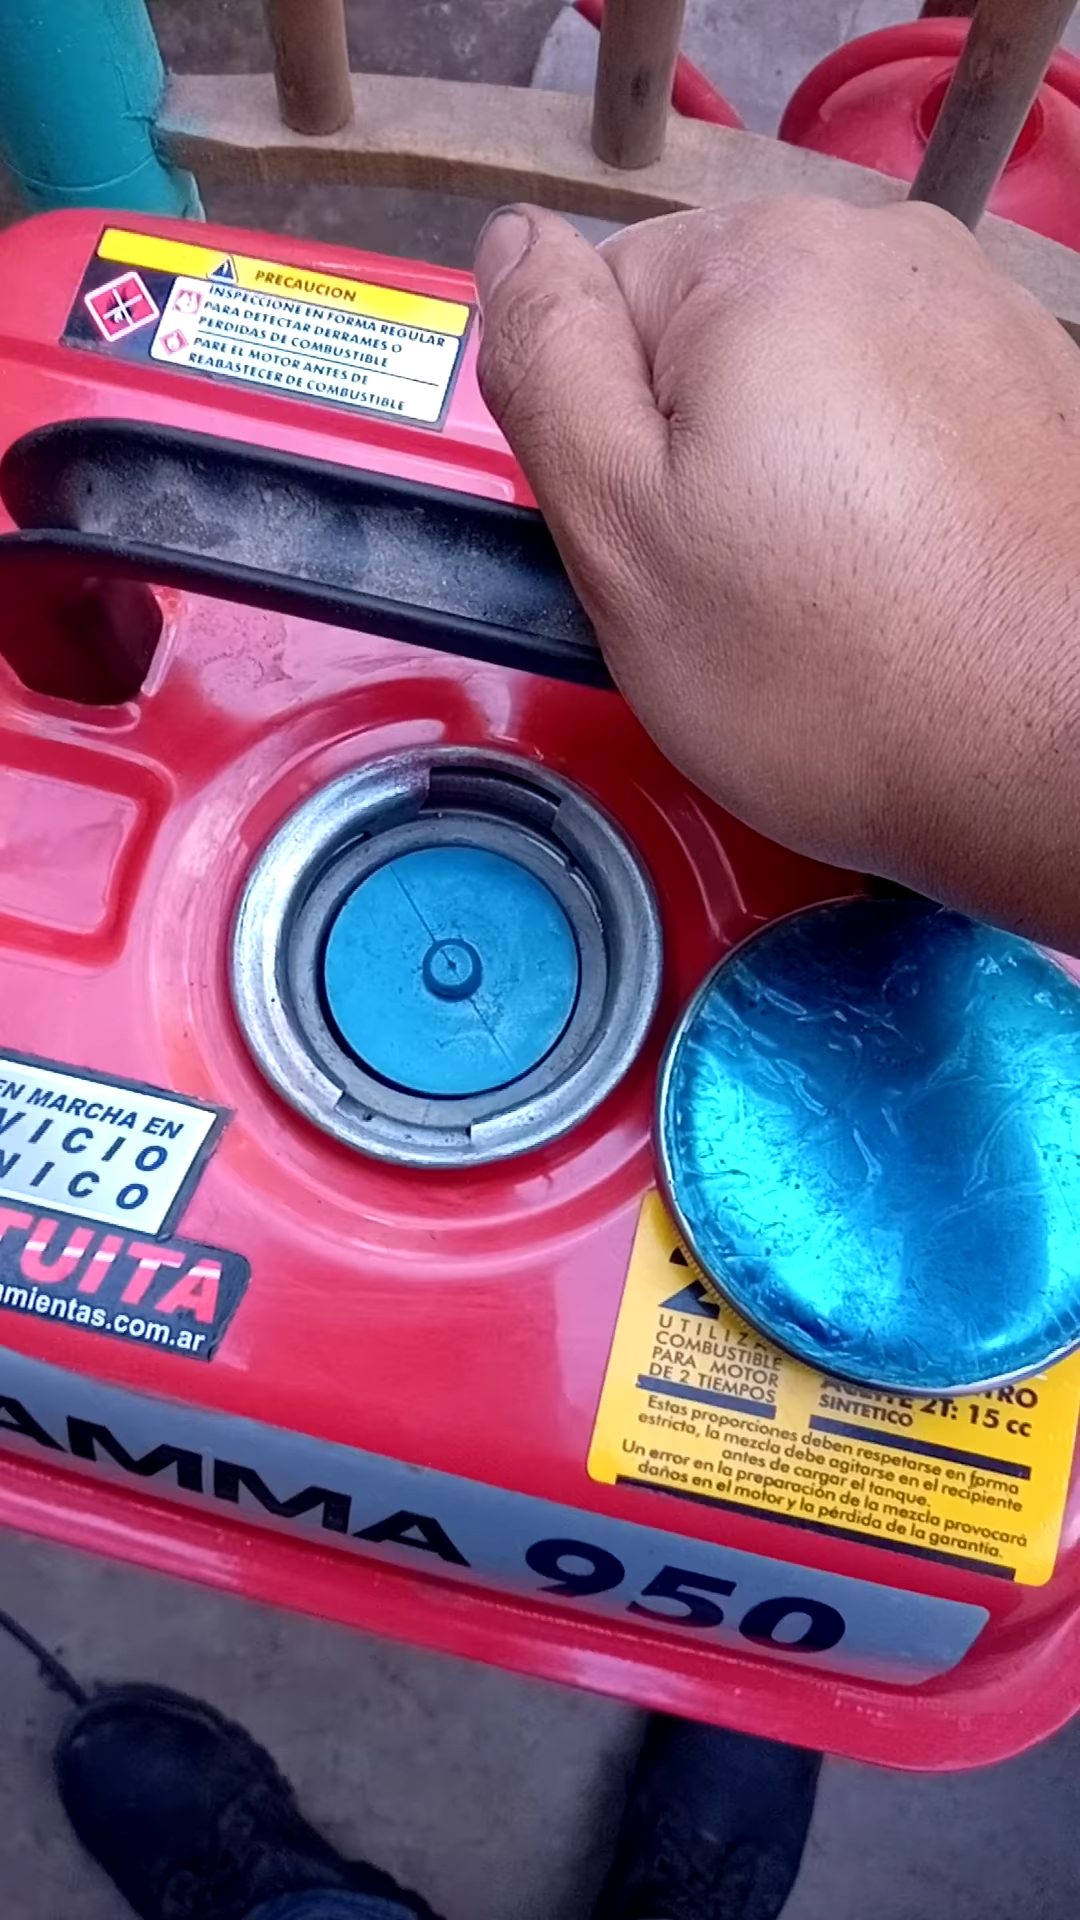 PRECAUCION
INSPECCIONE EN FORMA REGULAR
PARA DETECTAR DERRAMES O
PERDIDAS DE COMBUSTIBLE
PARE EL MOTOR ANTES DE
REABASTECER DE COMBUSTIBLE
EN MARCHA EN
VICIO
NICO
TUITA
amientas.com.ar
AMMA 950
UTILIZA
COMBUSTIBLE
PARA MOTOR
DE 2 TIEMPOS
TRO
ACEITE 2T: 15 cc
SINTETICO
Estas proporciones deben respetarse en forma
estricta, la mezcla debe agitarse en el recipiente
antes de cargar el tanque.
Un error en la preparación de la mezcla provocará
daños en el motor y la pérdida de la garantía.